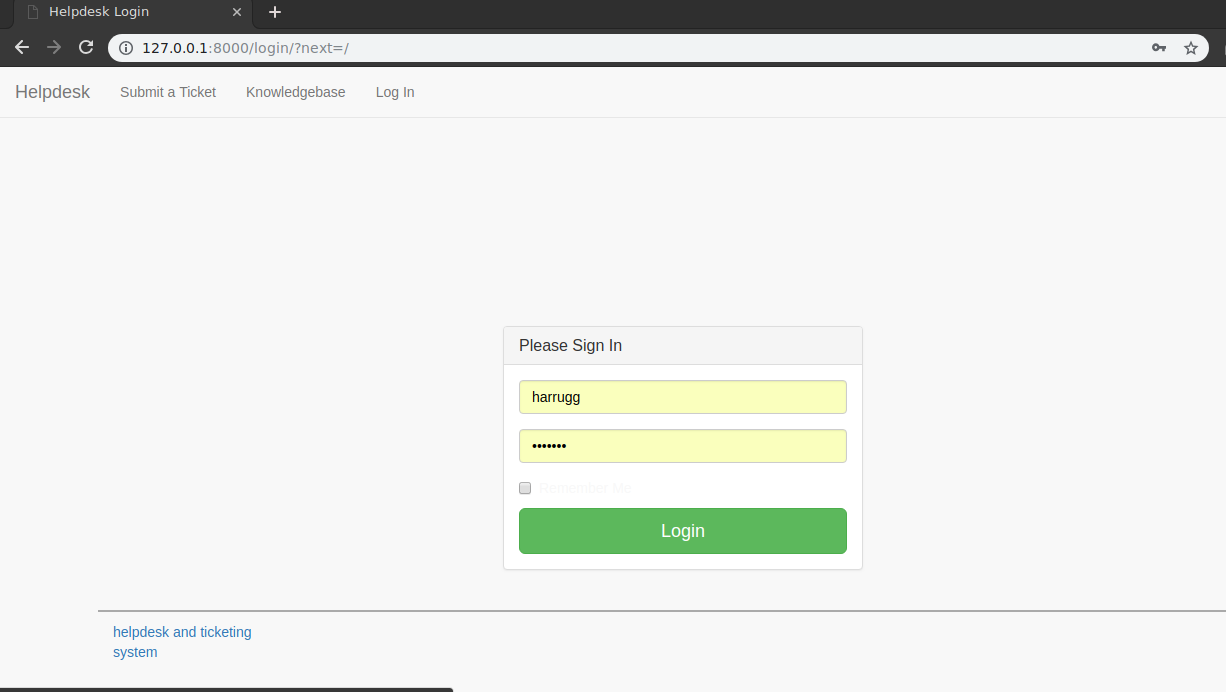 Helpdesk Login
127.0.0.1:8000/login/?next=/
Helpdesk Submit a Ticket Knowledgebase Log In
Please Sign In
harrugg
•••••••
Remember Me
Login
helpdesk and ticketing
system